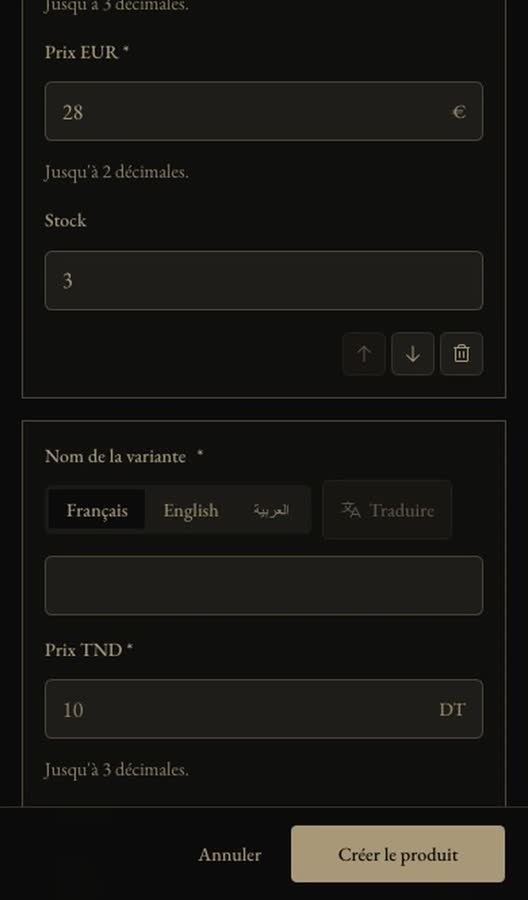 Jusqu'à 3 décimales.
Prix EUR *
28 €
Jusqu'à 2 décimales.
Stock
3
Nom de la variante *
Français English العربية Traduire
Prix TND *
10 DT
Jusqu'à 3 décimales.
Annuler Créer le produit